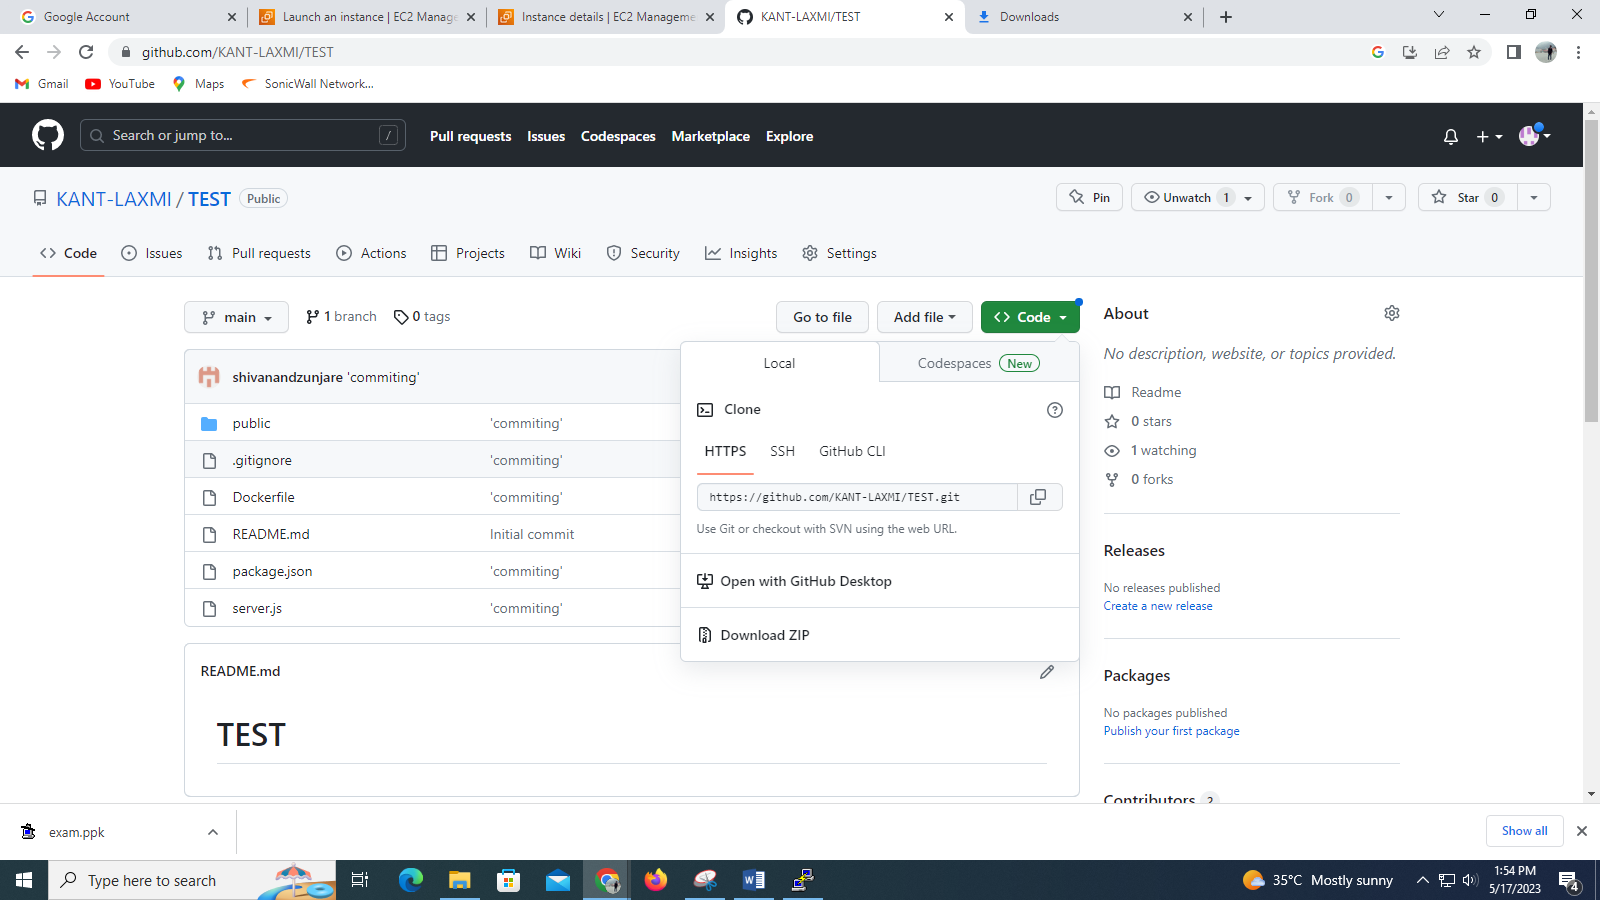 Google Account
Launch an instance | EC2 Manage
Instance details | EC2 Manageme
KANT-LAXMI/TEST
Downloads
github.com/KANT-LAXMI/TEST
Gmail
YouTube
Maps
SonicWall Network...
Search or jump to...
/
Pull requests
Issues
Codespaces
Marketplace
Explore
KANT-LAXMI / TEST
Public
Pin
Unwatch 1
Fork 0
Star 0
Code
Issues
Pull requests
Actions
Projects
Wiki
Security
Insights
Settings
main
1 branch
0 tags
Go to file
Add file
Code
shivanandzunjare 'commiting'
public 'commiting'
.gitignore 'commiting'
Dockerfile 'commiting'
README.md Initial commit
package.json 'commiting'
server.js 'commiting'
Local
Codespaces New
Clone
HTTPS
SSH
GitHub CLI
https://github.com/KANT-LAXMI/TEST.git
Use Git or checkout with SVN using the web URL.
Open with GitHub Desktop
Download ZIP
README.md
TEST
About
No description, website, or topics provided.
Readme
0 stars
1 watching
0 forks
Releases
No releases published
Create a new release
Packages
No packages published
Publish your first package
Contributors 2
exam.ppk
Show all
Type here to search
35°C Mostly sunny
1:54 PM
5/17/2023
4